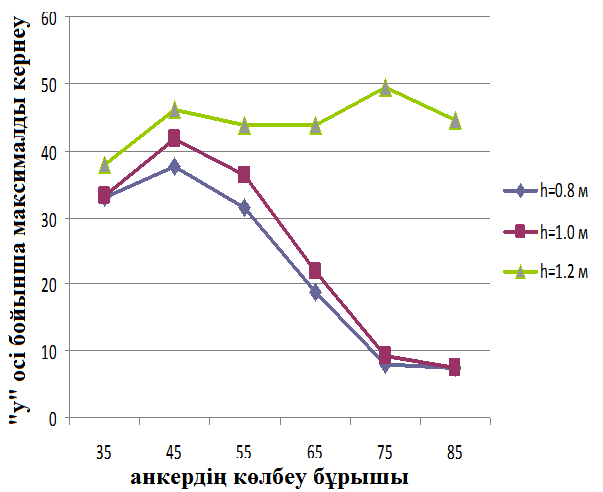 "у" осі бойынша максималды кернеу
60
50
40
30
20
10
0
35 45 55 65 75 85
анкердің көлбеу бұрышы
h=0.8 м
h=1.0 м
h=1.2 м